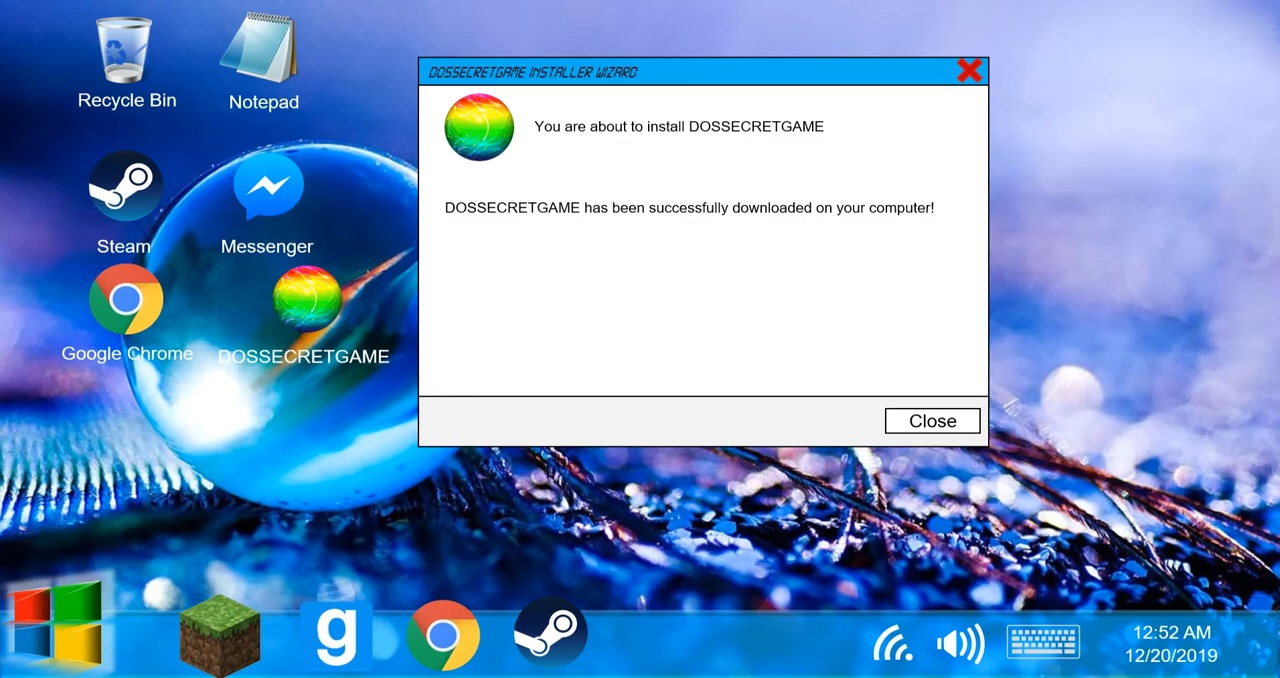 Recycle Bin
Notepad
Steam
Messenger
Google Chrome
DOSSECRETGAME
DOSSECRETGAME INSTALLER WIZARD
You are about to install DOSSECRETGAME
DOSSECRETGAME has been successfully downloaded on your computer!
Close
g
12:52 AM
12/20/2019